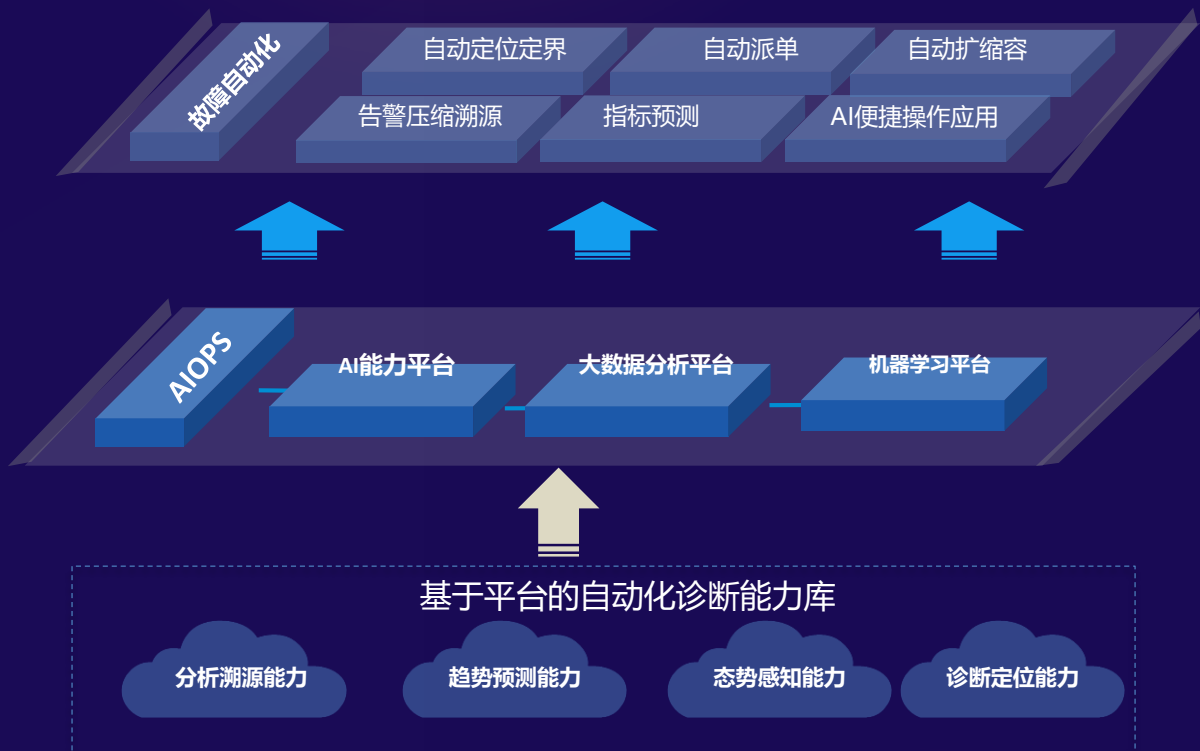 故障自动化
自动定位定界
自动派单
自动扩缩容
告警压缩溯源
指标预测
AI便捷操作应用
AIOPS
AI能力平台
大数据分析平台
机器学习平台
基于平台的自动化诊断能力库
分析溯源能力
趋势预测能力
态势感知能力
诊断定位能力